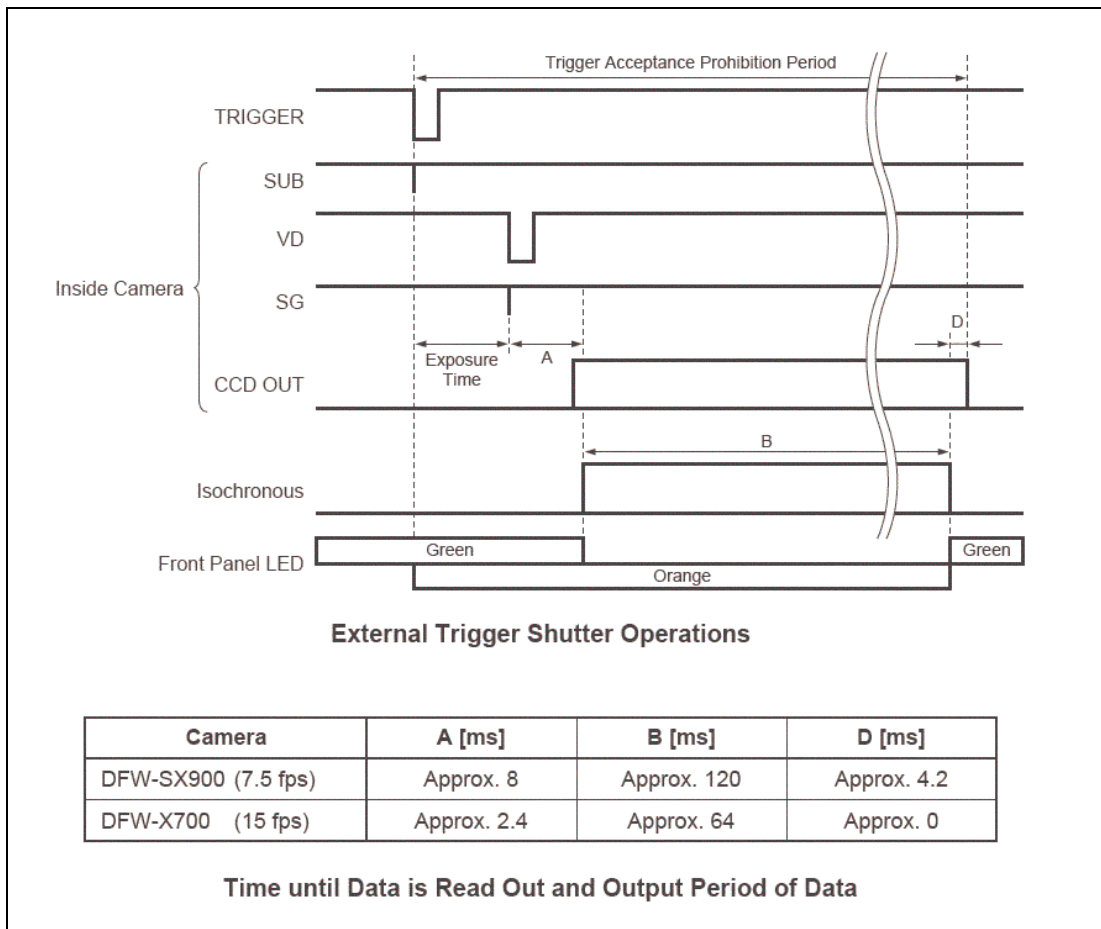 Trigger Acceptance Prohibition Period
TRIGGER
SUB
VD
Inside Camera
SG
D
Exposure
Time
A
CCD OUT
B
Isochronous
Green
Green
Front Panel LED
Orange
External Trigger Shutter Operations
Camera A [ms] B [ms] D [ms]
DFW-SX900 (7.5 fps) Approx. 8 Approx. 120 Approx. 4.2
DFW-X700 (15 fps) Approx. 2.4 Approx. 64 Approx. 0
Time until Data is Read Out and Output Period of Data